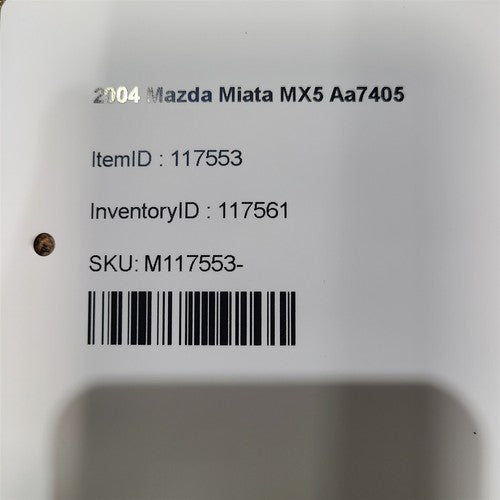 2004 Mazda Miata MX5 Aa7405
ItemID : 117553
InventoryID : 117561
SKU: M117553-